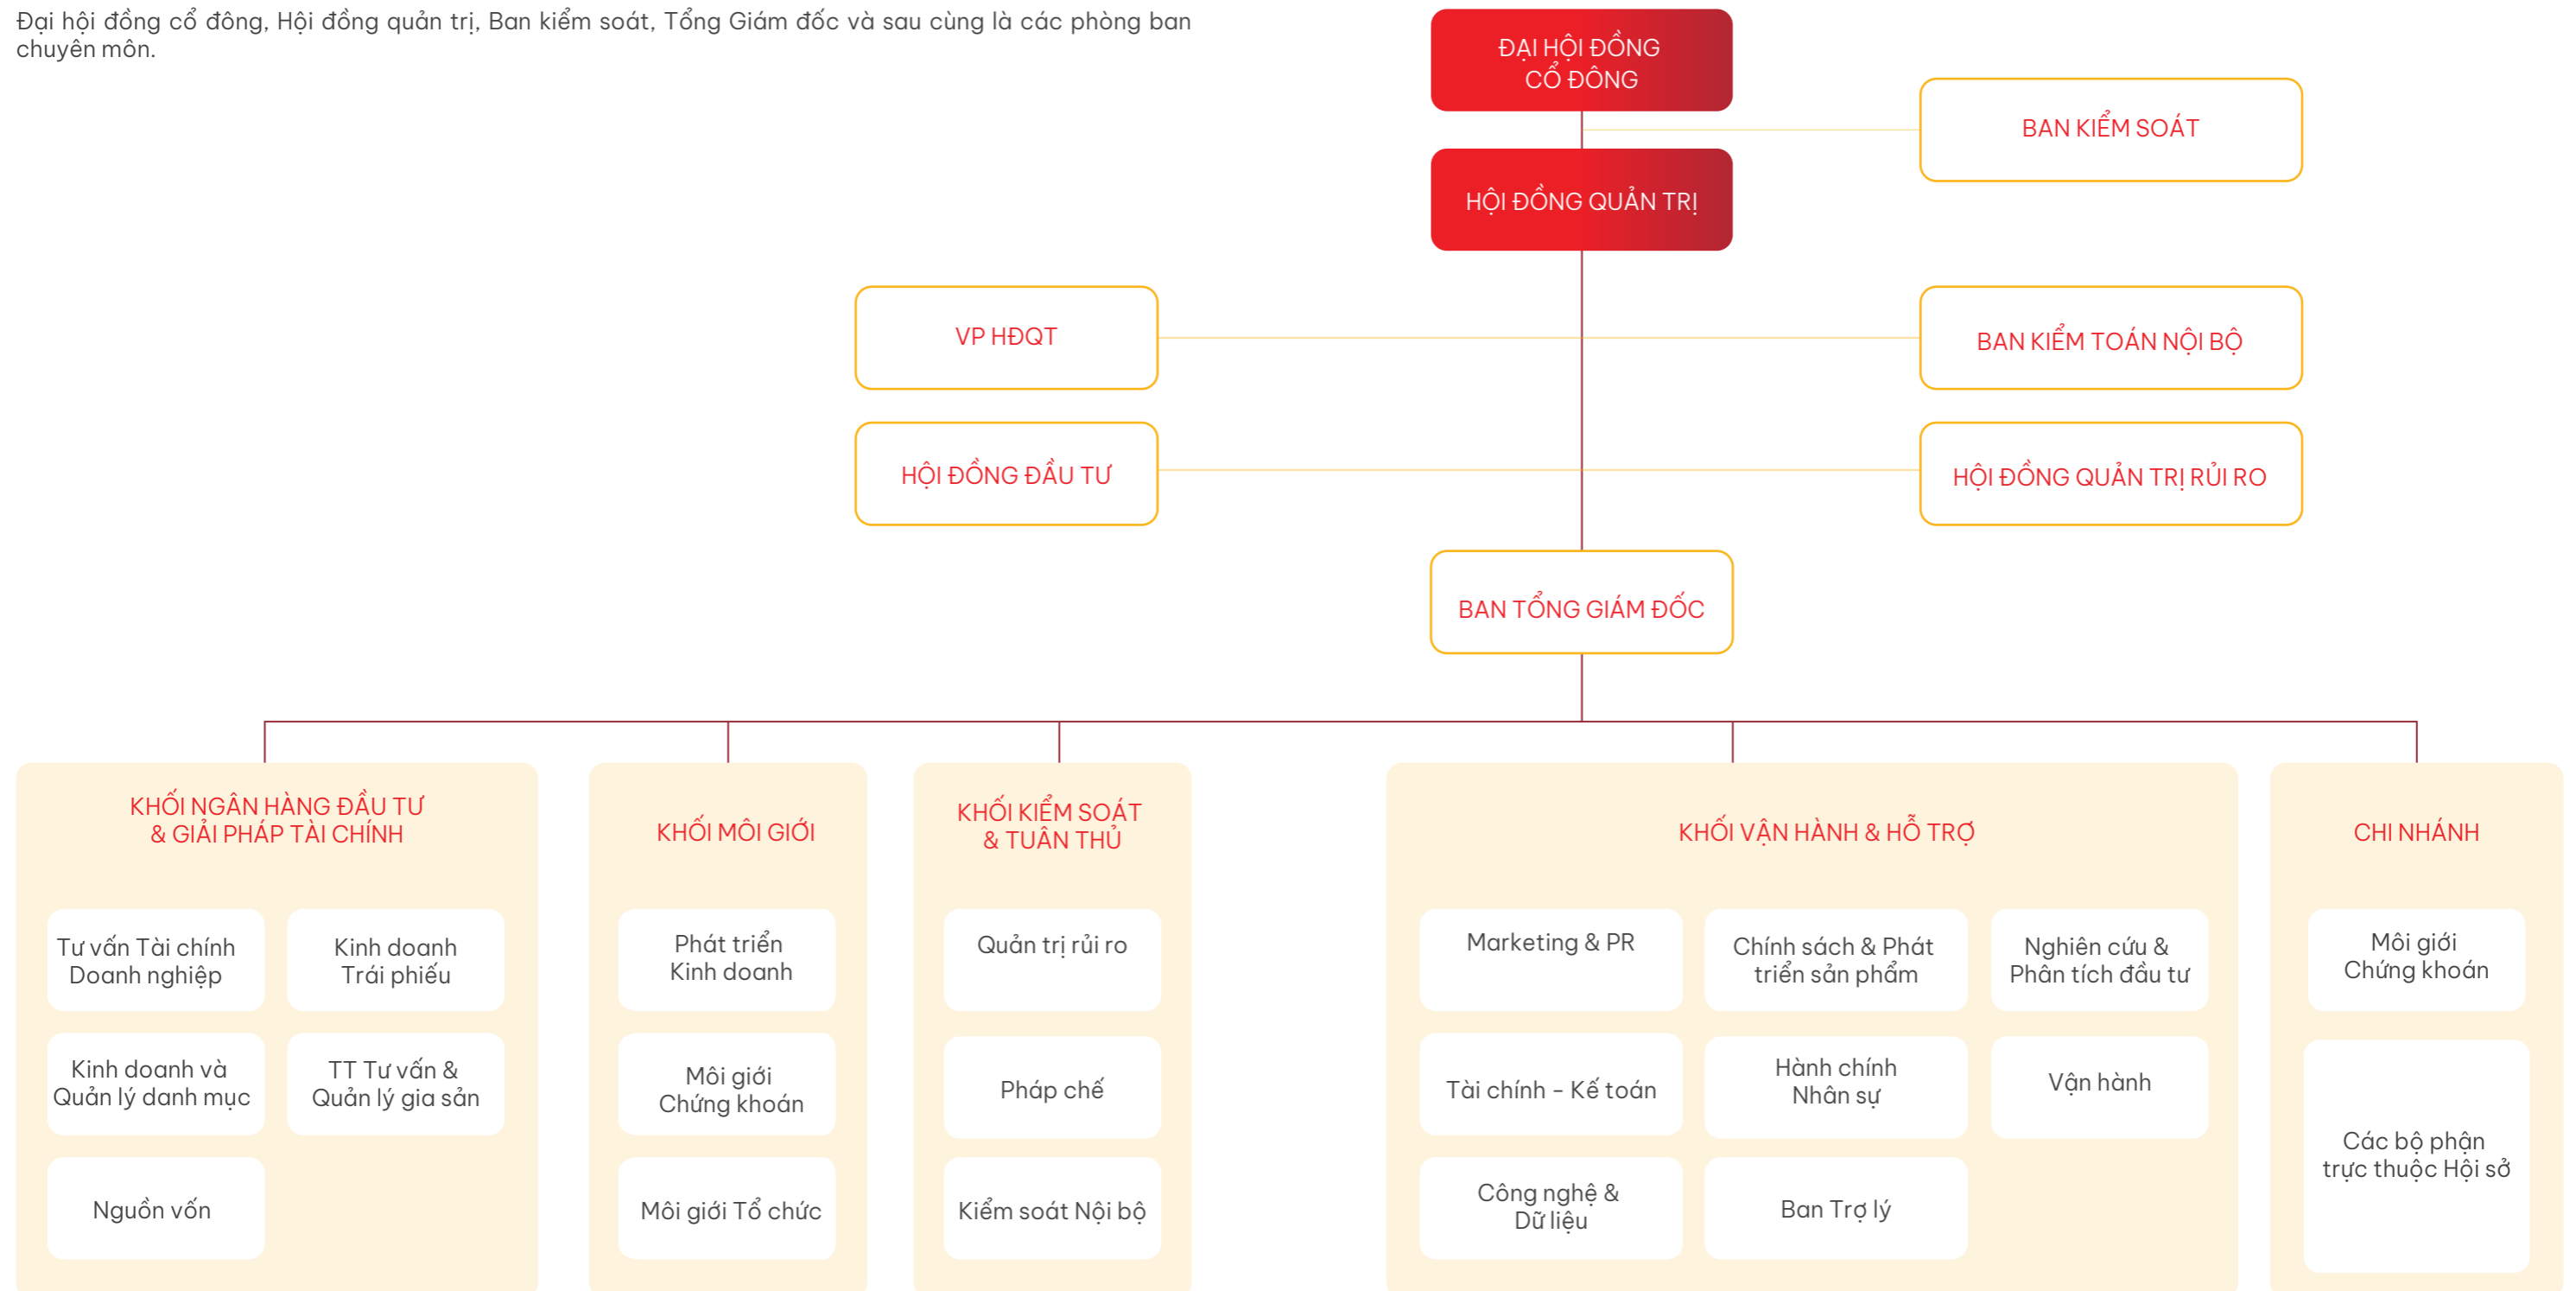 Đại hội đồng cổ đông, Hội đồng quản trị, Ban kiểm soát, Tổng Giám đốc và sau cùng là các phòng ban
chuyên môn.
ĐẠI HỘI ĐỒNG
CỔ ĐÔNG
BAN KIỂM SOÁT
HỘI ĐỒNG QUẢN TRỊ
VP HĐQT
BAN KIỂM TOÁN NỘI BỘ
HỘI ĐỒNG ĐẦU TƯ
HỘI ĐỒNG QUẢN TRỊ RỦI RO
BAN TỔNG GIÁM ĐỐC
KHỐI NGÂN HÀNG ĐẦU TƯ
& GIẢI PHÁP TÀI CHÍNH
Tư vấn Tài chính
Doanh nghiệp
Kinh doanh
Trái phiếu
Kinh doanh và
Quản lý danh mục
TT Tư vấn &
Quản lý gia sản
Nguồn vốn
KHỐI MÔI GIỚI
Phát triển
Kinh doanh
Môi giới
Chứng khoán
Môi giới Tổ chức
KHỐI KIỂM SOÁT
& TUÂN THỦ
Quản trị rủi ro
Pháp chế
Kiểm soát Nội bộ
KHỐI VẬN HÀNH & HỖ TRỢ
Marketing & PR
Chính sách & Phát
triển sản phẩm
Nghiên cứu &
Phân tích đầu tư
Tài chính - Kế toán
Hành chính
Nhân sự
Vận hành
Công nghệ &
Dữ liệu
Ban Trợ lý
CHI NHÁNH
Môi giới
Chứng khoán
Các bộ phận
trực thuộc Hội sở